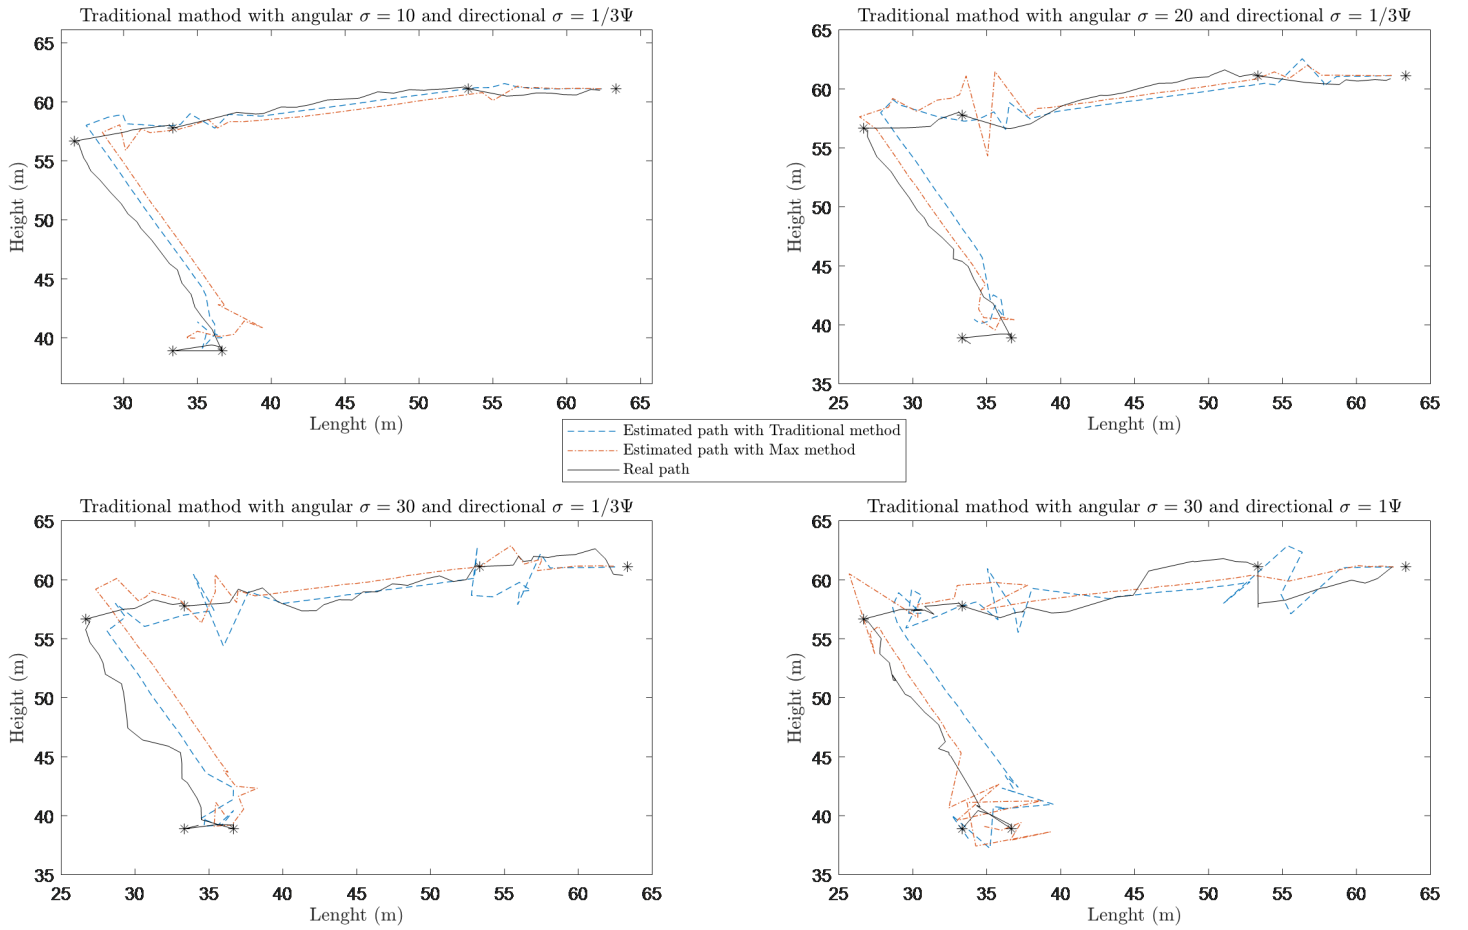 Traditional mathod with angular σ = 10 and directional σ = 1/3Ψ
65
60
55
50
45
40
Height (m)
30 35 40 45 50 55 60 65
Lenght (m)
Traditional mathod with angular σ = 20 and directional σ = 1/3Ψ
65
60
55
50
45
40
35
Height (m)
25 30 35 40 45 50 55 60 65
Lenght (m)
Estimated path with Traditional method
Estimated path with Max method
Real path
Traditional mathod with angular σ = 30 and directional σ = 1/3Ψ
65
60
55
50
45
40
35
Height (m)
25 30 35 40 45 50 55 60 65
Lenght (m)
Traditional mathod with angular σ = 30 and directional σ = 1Ψ
65
60
55
50
45
40
35
Height (m)
25 30 35 40 45 50 55 60 65
Lenght (m)